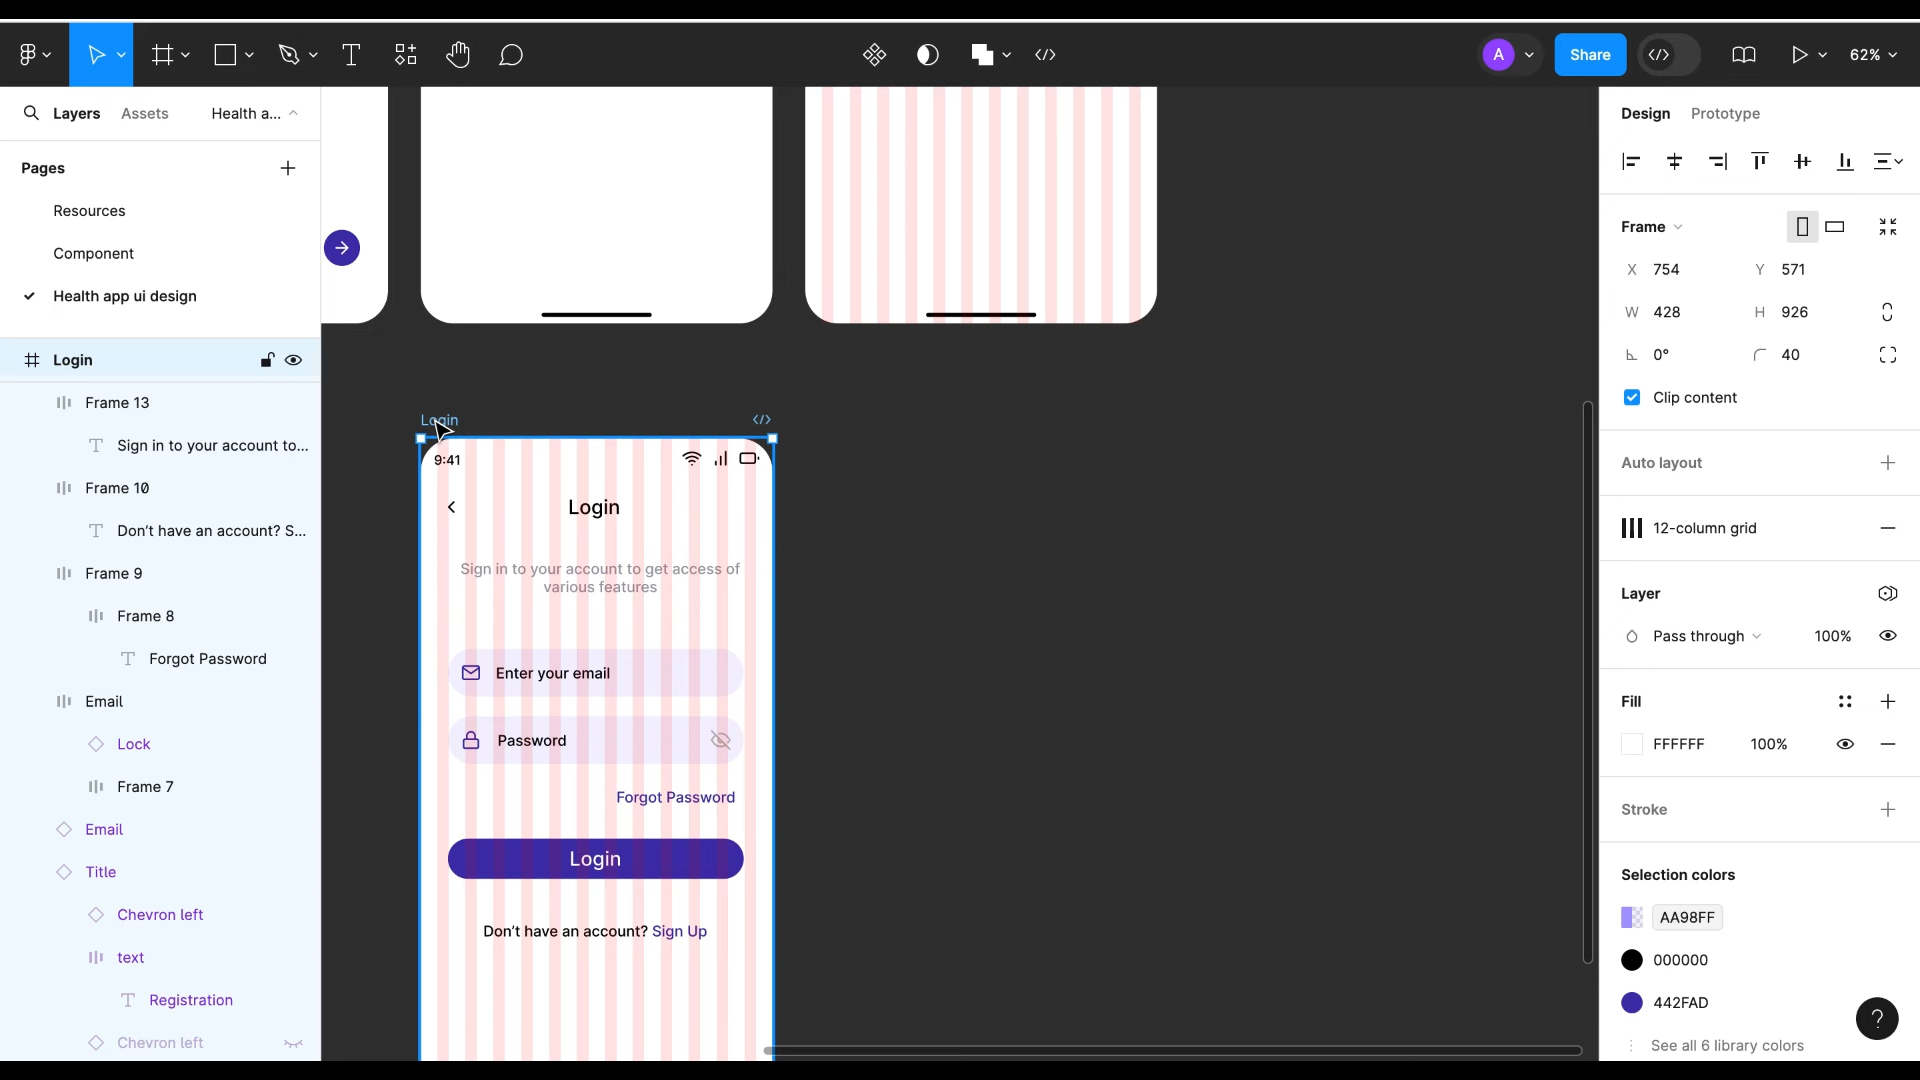 A
Share
62%
Layers
Assets
Health a...
Pages
Resources
Component
Health app ui design
Login
Frame 13
Sign in to your account to...
Frame 10
Don't have an account? S...
Frame 9
Frame 8
Forgot Password
Email
Lock
Frame 7
Email
Title
Chevron left
text
Registration
Chevron left
Login
9:41
Login
Sign in to your account to get access of
various features
Enter your email
Password
Forgot Password
Login
Don't have an account? Sign Up
Design
Prototype
Frame
X 754
Y 571
W 428
H 926
0°
40
Clip content
Auto layout
12-column grid
Layer
Pass through
100%
Fill
FFFFFF
100%
Stroke
Selection colors
AA98FF
000000
442FAD
See all 6 library colors
?